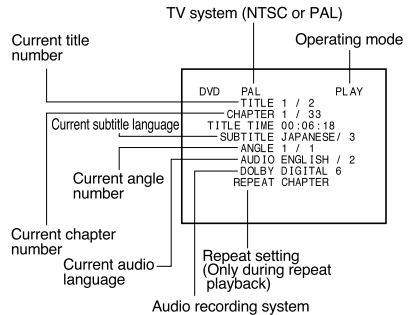 TV system (NTSC or PAL)
Current title
number
Operating mode
DVD PAL PLAY
TITLE 1 / 2
CHAPTER 1 / 33
Current subtitle language
TITLE TIME 00:06:18
SUBTITLE JAPANESE/ 3
ANGLE 1 / 1
AUDIO ENGLISH / 2
DOLBY DIGITAL 6
REPEAT CHAPTER
Current angle
number
Current chapter
number
Current audio
language
Repeat setting
(Only during repeat
playback)
Audio recording system